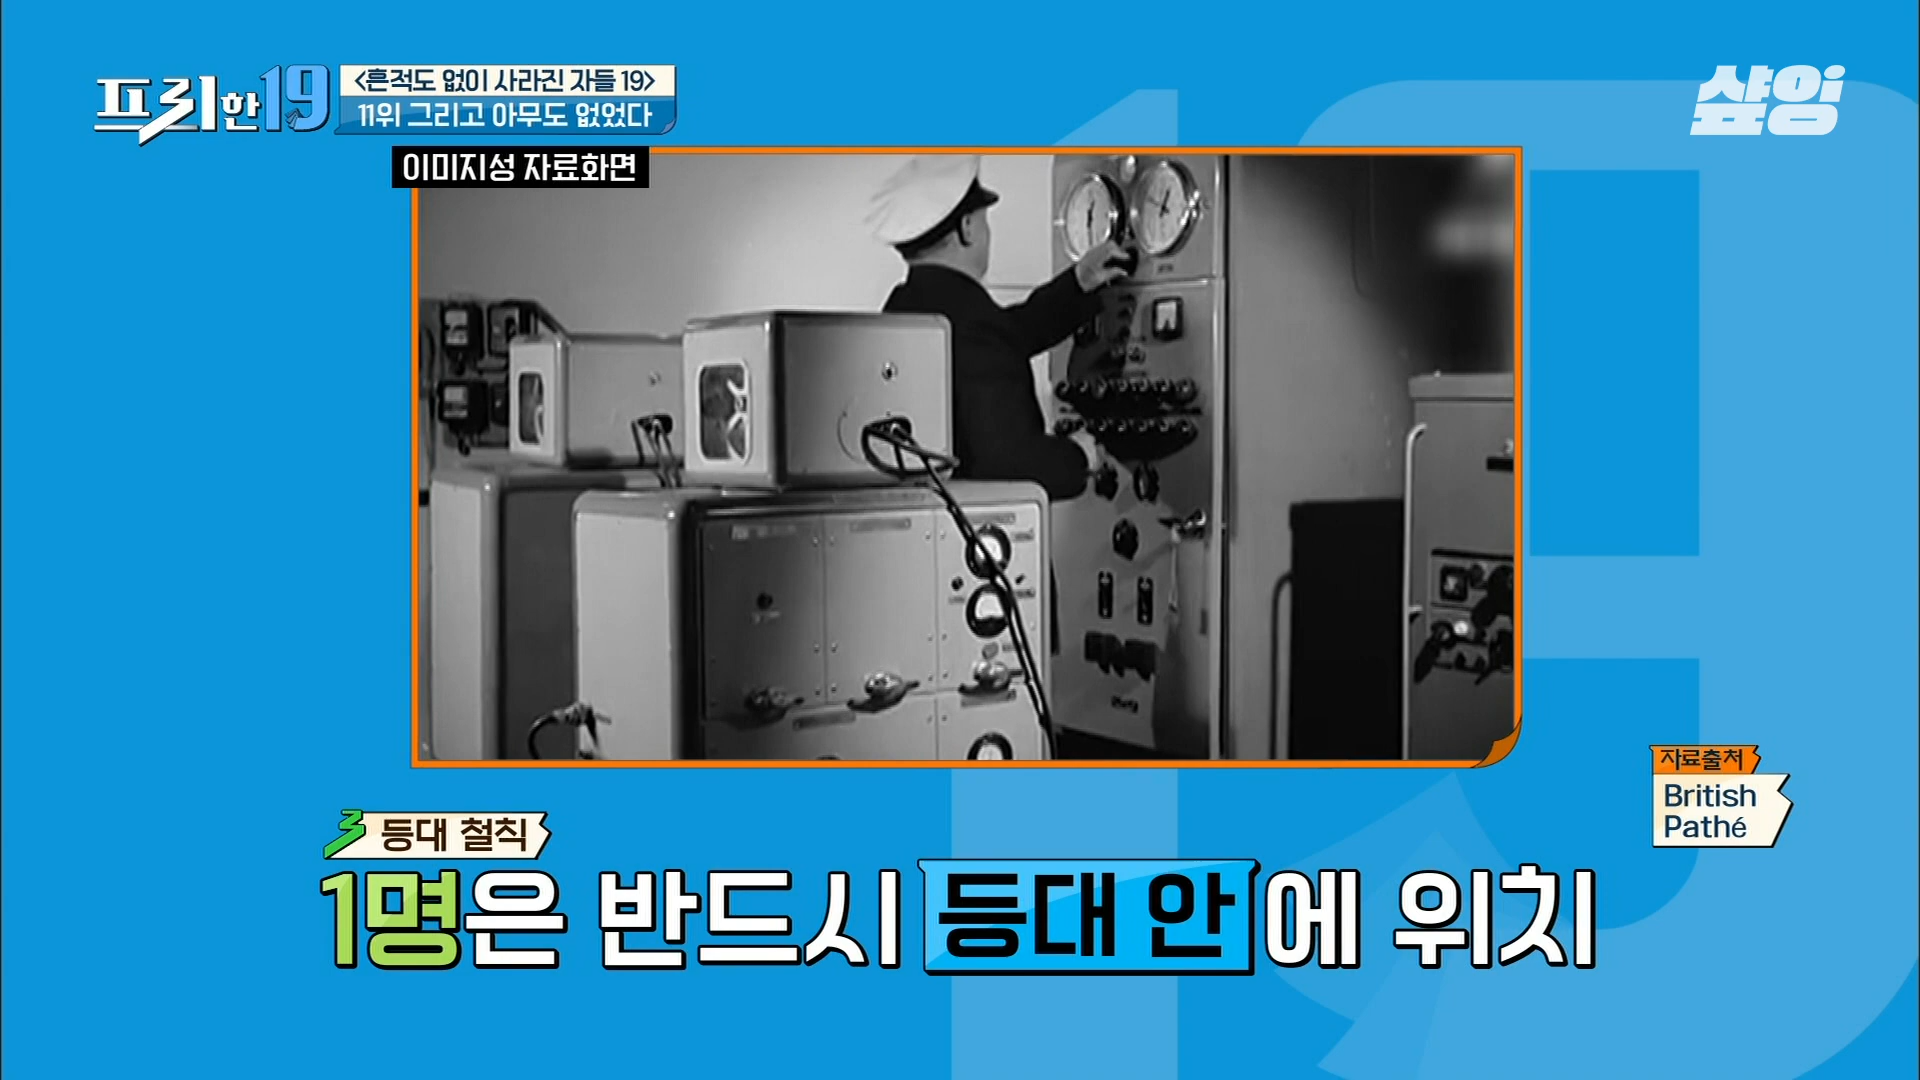 프리한19
<흔적도 없이 사라진 자들 19>
11위 그리고 아무도 없었다
샾잉
이미지성 자료화면
자료출처
British
Pathé
3 등대 철칙
1명은 반드시 등대 안에 위치